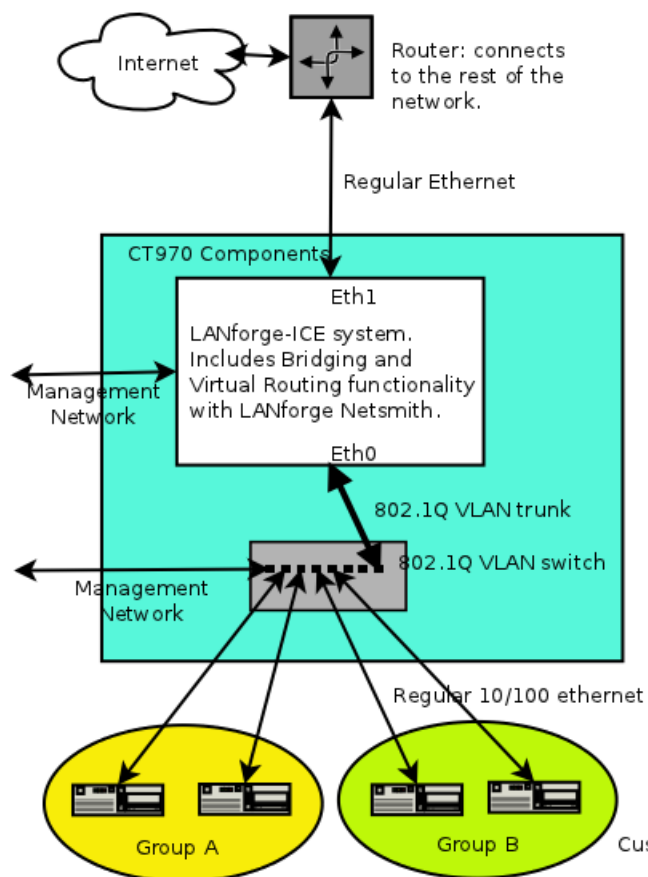 Internet
Router: connects
to the rest of the
network.
Regular Ethernet
CT970 Components
Eth1
LANforge-ICE system.
Includes Bridging and
Virtual Routing functionality
with LANforge Netsmith.
Management
Network
Eth0
802.1Q VLAN trunk
802.1Q VLAN switch
Management
Network
Regular 10/100 ethernet
Group A
Group B
Cus